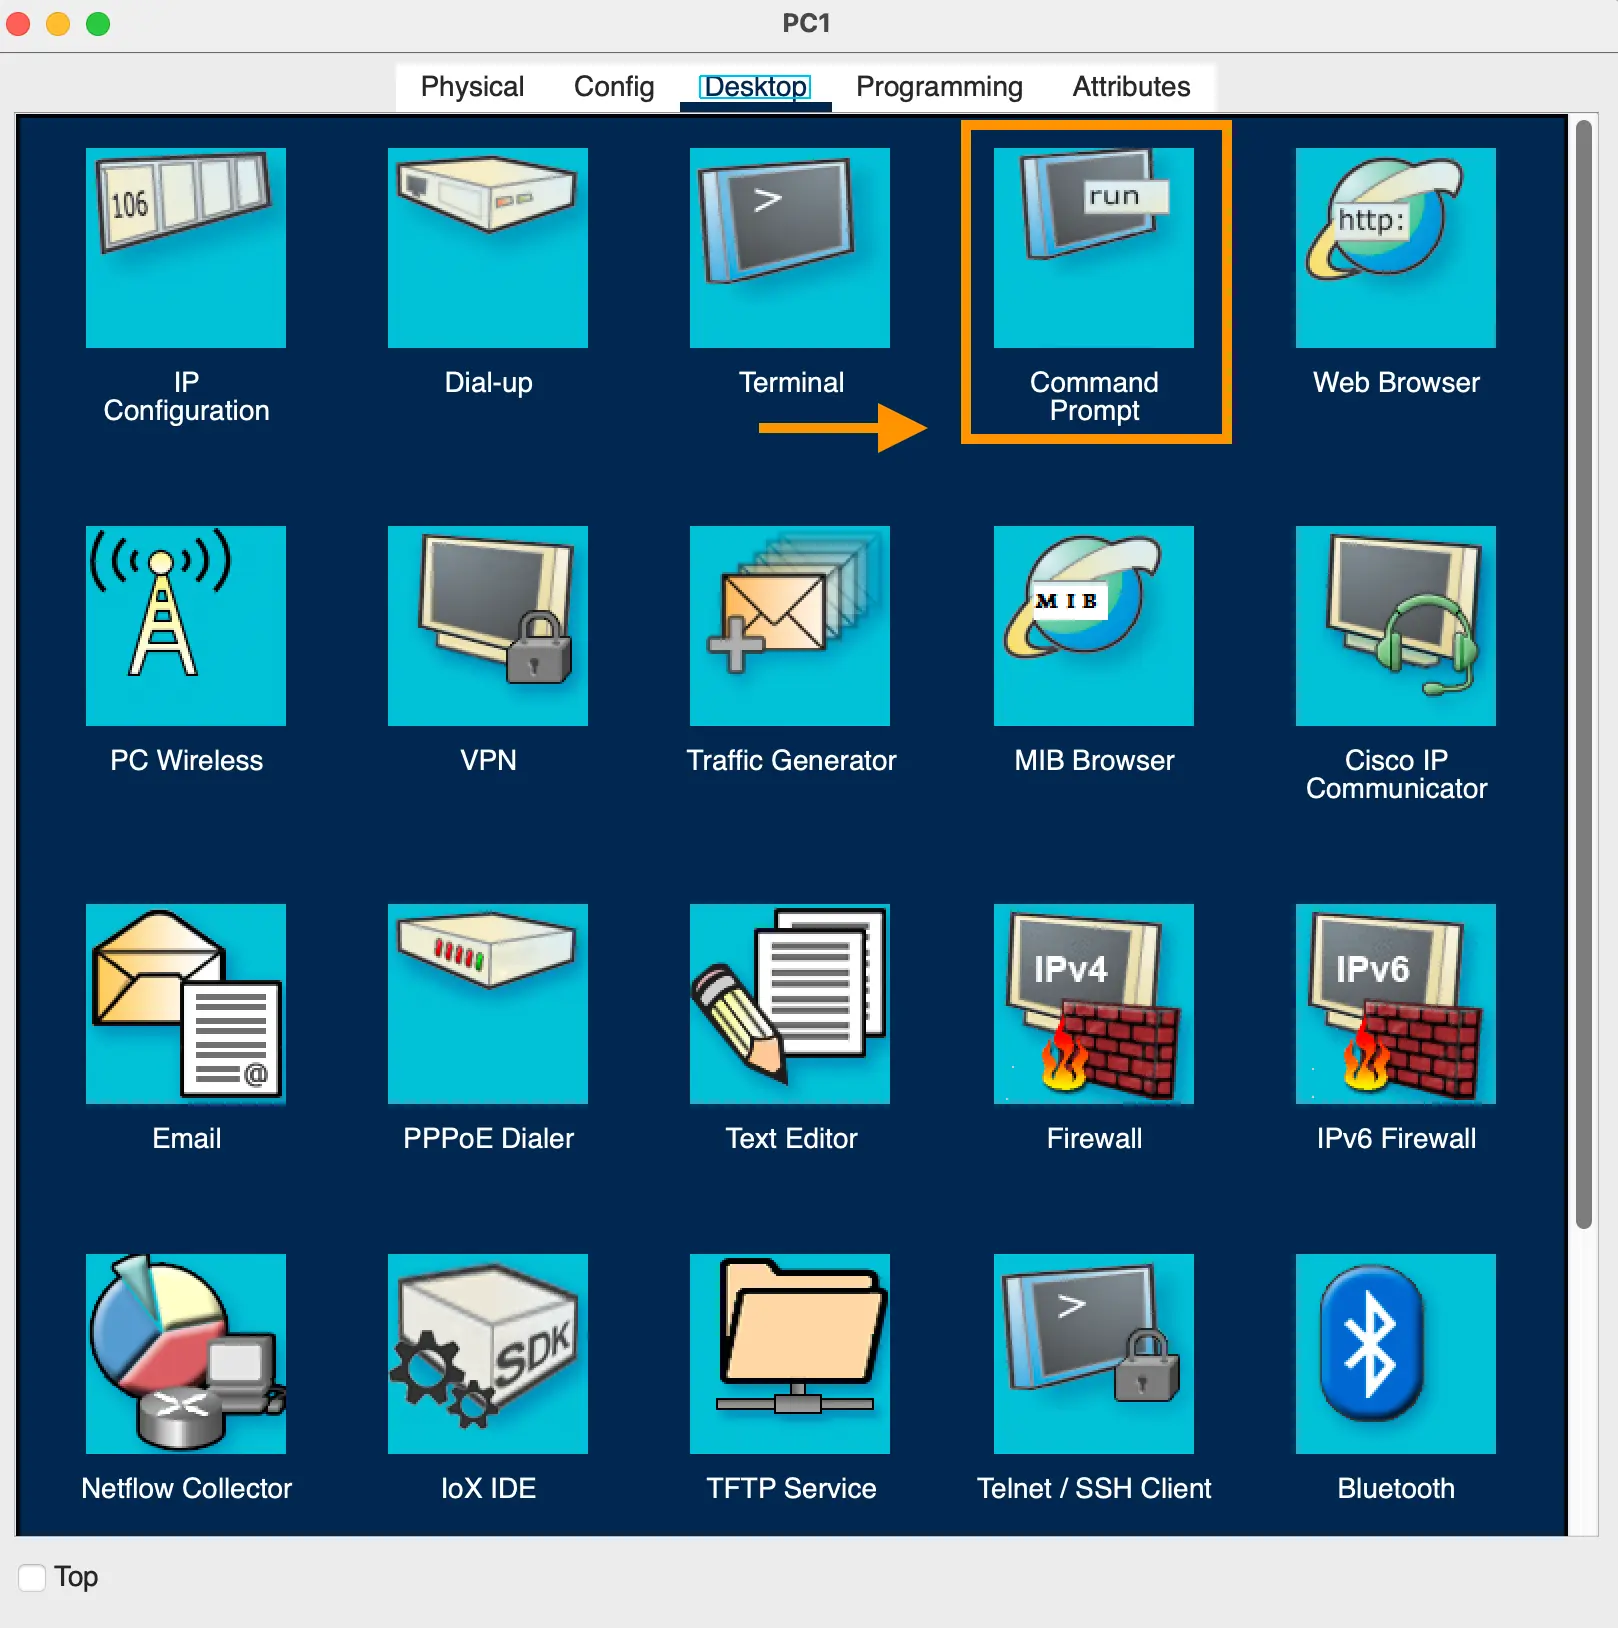 PC1
Physical Config Desktop Programming Attributes
106
run
http:
IP
Configuration
Dial-up
Terminal
Command
Prompt
Web Browser
MIB
PC Wireless
VPN
Traffic Generator
MIB Browser
Cisco IP
Communicator
@
IPv4
IPv6
Email
PPPoE Dialer
Text Editor
Firewall
IPv6 Firewall
SDK
>
Netflow Collector
IoX IDE
TFTP Service
Telnet / SSH Client
Bluetooth
Top